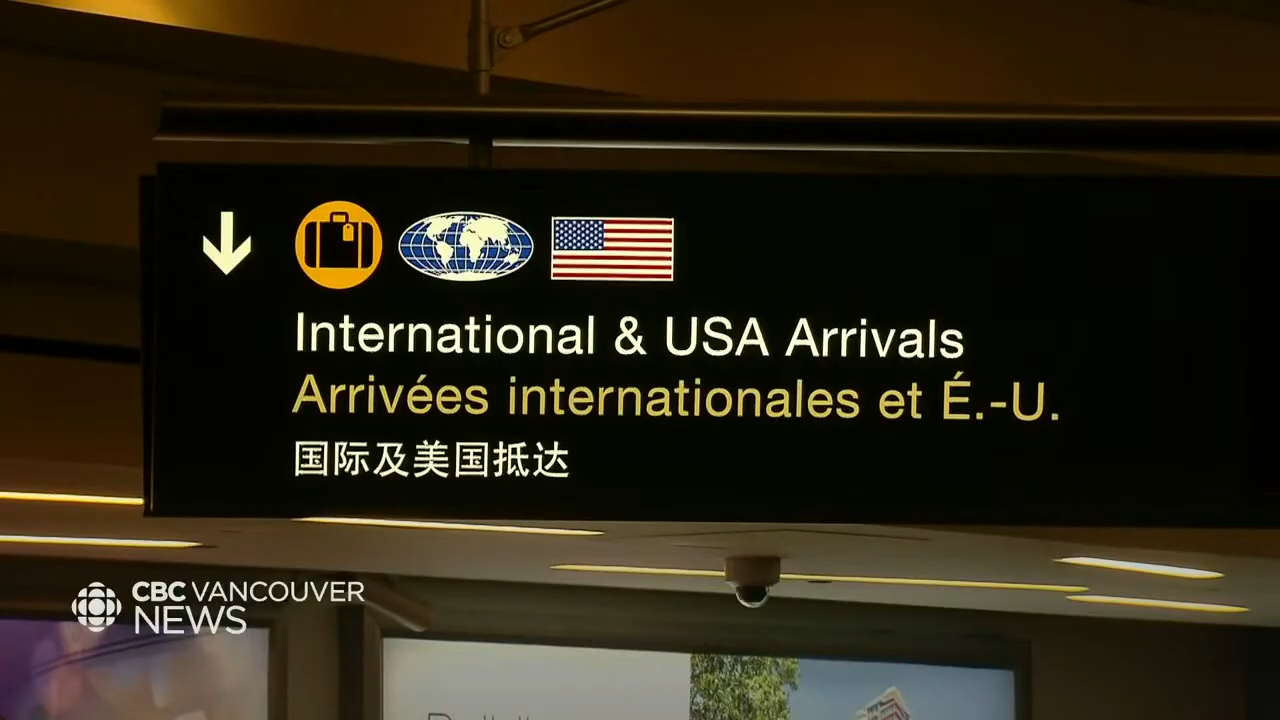 International & USA Arrivals
Arrivées internationales et É.-U.
国际及美国抵达
CBC VANCOUVER
NEWS